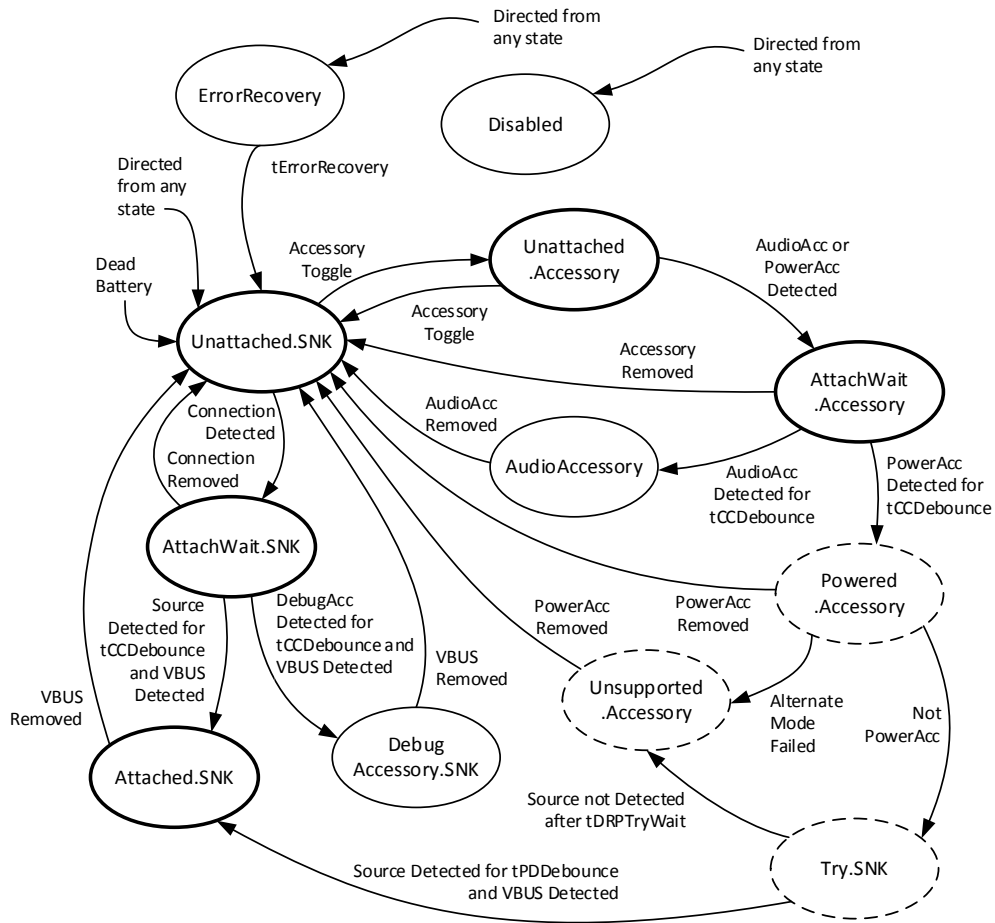 Directed from
any state
ErrorRecovery
Directed from
any state
Disabled
tErrorRecovery
Directed
from any
state
Dead
Battery
Accessory
Toggle
Unattached
.Accessory
AudioAcc or
PowerAcc
Detected
Accessory
Toggle
Unattached.SNK
Accessory
Removed
AttachWait
.Accessory
Connection
Detected
Connection
Removed
AudioAcc
Removed
AudioAccessory
AudioAcc
Detected for
tCCDebounce
PowerAcc
Detected for
tCCDebounce
AttachWait.SNK
Source
Detected for
tCCDebounce
and VBUS
Detected
DebugAcc
Detected for
tCCDebounce and
VBUS Detected
VBUS
Removed
PowerAcc
Removed
PowerAcc
Removed
Powered
.Accessory
Unsupported
.Accessory
Alternate
Mode
Failed
Not
PowerAcc
VBUS
Removed
Attached.SNK
Debug
Accessory.SNK
Source not Detected
after tDRPTryWait
Try.SNK
Source Detected for tPDDebounce
and VBUS Detected